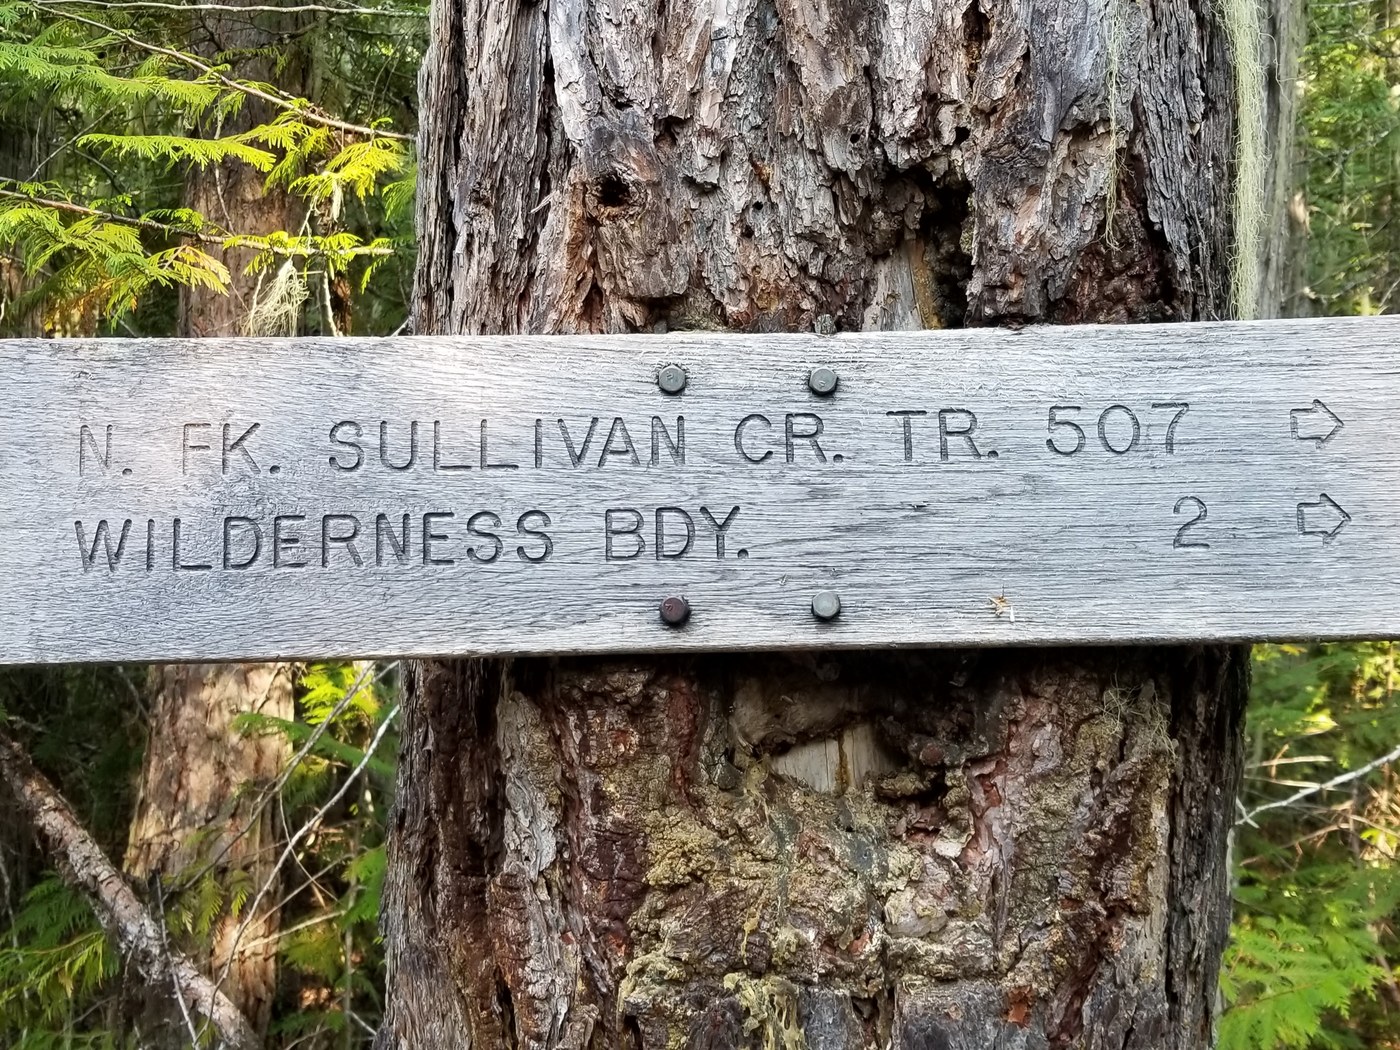 N. FK. SULLIVAN CR. TR. 507 ⇨
WILDERNESS BDY. 2 ⇨